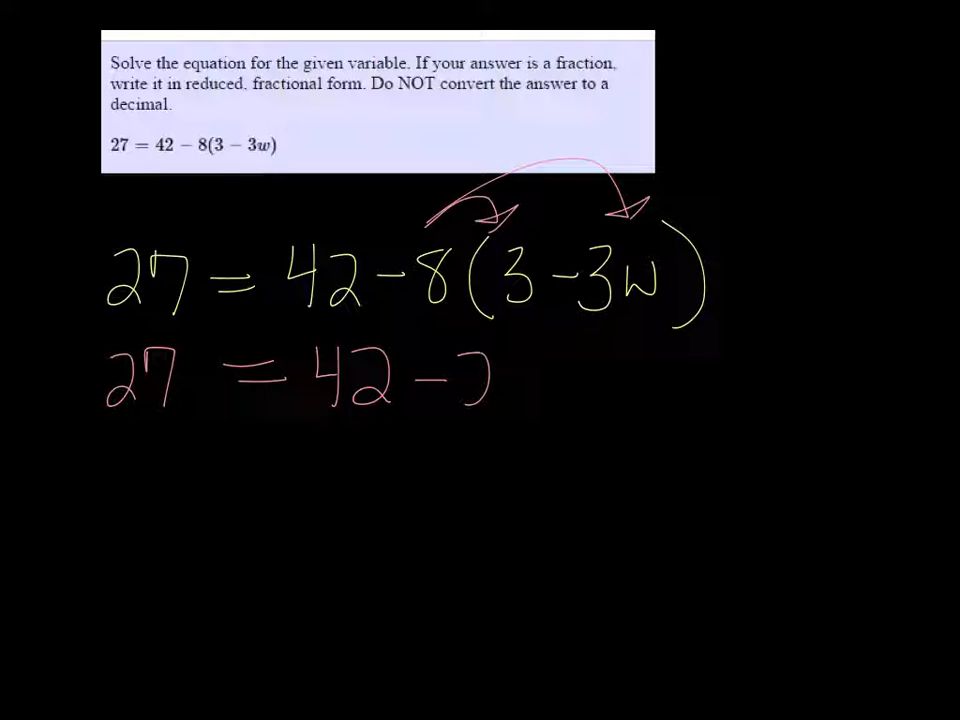 Solve the equation for the given variable. If your answer is a fraction,
write it in reduced, fractional form. Do NOT convert the answer to a
decimal.
27 = 42 − 8(3 − 3w)
27 = 42 - 8(3 - 3w)
27 = 42 -